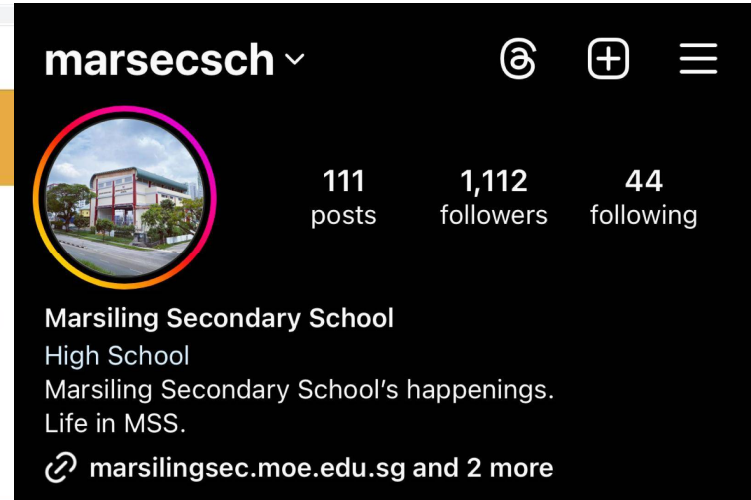 marsecsch
111 1,112 44
posts followers following
Marsiling Secondary School
High School
Marsiling Secondary School’s happenings.
Life in MSS.
marsilingsec.moe.edu.sg and 2 more